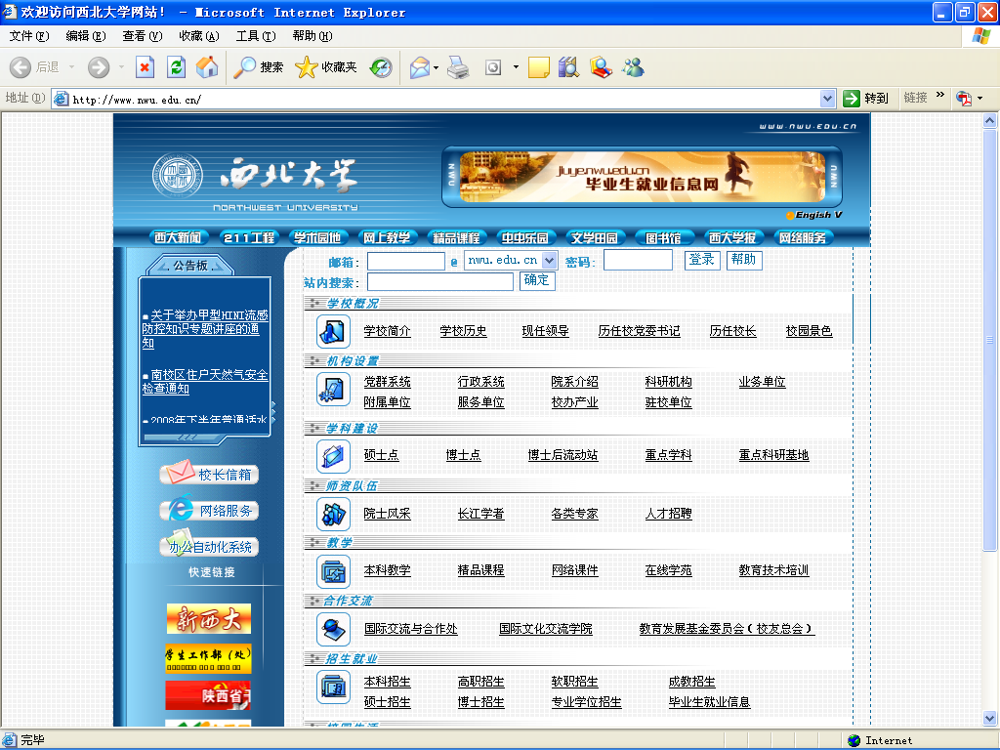 欢迎访问西北大学网站！ - Microsoft Internet Explorer
文件(F) 编辑(E) 查看(V) 收藏(A) 工具(T) 帮助(H)
后退 搜索 收藏夹
地址(D) http://www.nwu.edu.cn/ 转到 链接 »
www.nwu.edu.cn
西北大学
NORTHWEST UNIVERSITY
NWU jiuye.nwu.edu.cn NWU
毕业生就业信息网
Engish V
西大新闻 211工程 学术园地 网上教学 精品课程 虫虫乐园 文学田园 图书馆 西大学报 网络服务
公告板
关于举办甲型H1N1流感
防控知识专题讲座的通
知
南校区住户天然气安全
检查通知
2008年下半年普通话水
校长信箱
网络服务
办公自动化系统
快速链接
新西大
学生工作部（处）
陕西省
邮箱： @ nwu.edu.cn 密码： 登录 帮助
站内搜索： 确定
学校概况
学校简介 学校历史 现任领导 历任校党委书记 历任校长 校园景色
机构设置
党群系统 行政系统 院系介绍 科研机构 业务单位
附属单位 服务单位 校办产业 驻校单位
学科建设
硕士点 博士点 博士后流动站 重点学科 重点科研基地
师资队伍
院士风采 长江学者 各类专家 人才招聘
教学
本科教学 精品课程 网络课件 在线学苑 教育技术培训
合作交流
国际交流与合作处 国际文化交流学院 教育发展基金委员会（校友总会）
招生就业
本科招生 高职招生 软职招生 成教招生
硕士招生 博士招生 专业学位招生 毕业生就业信息
完毕 Internet